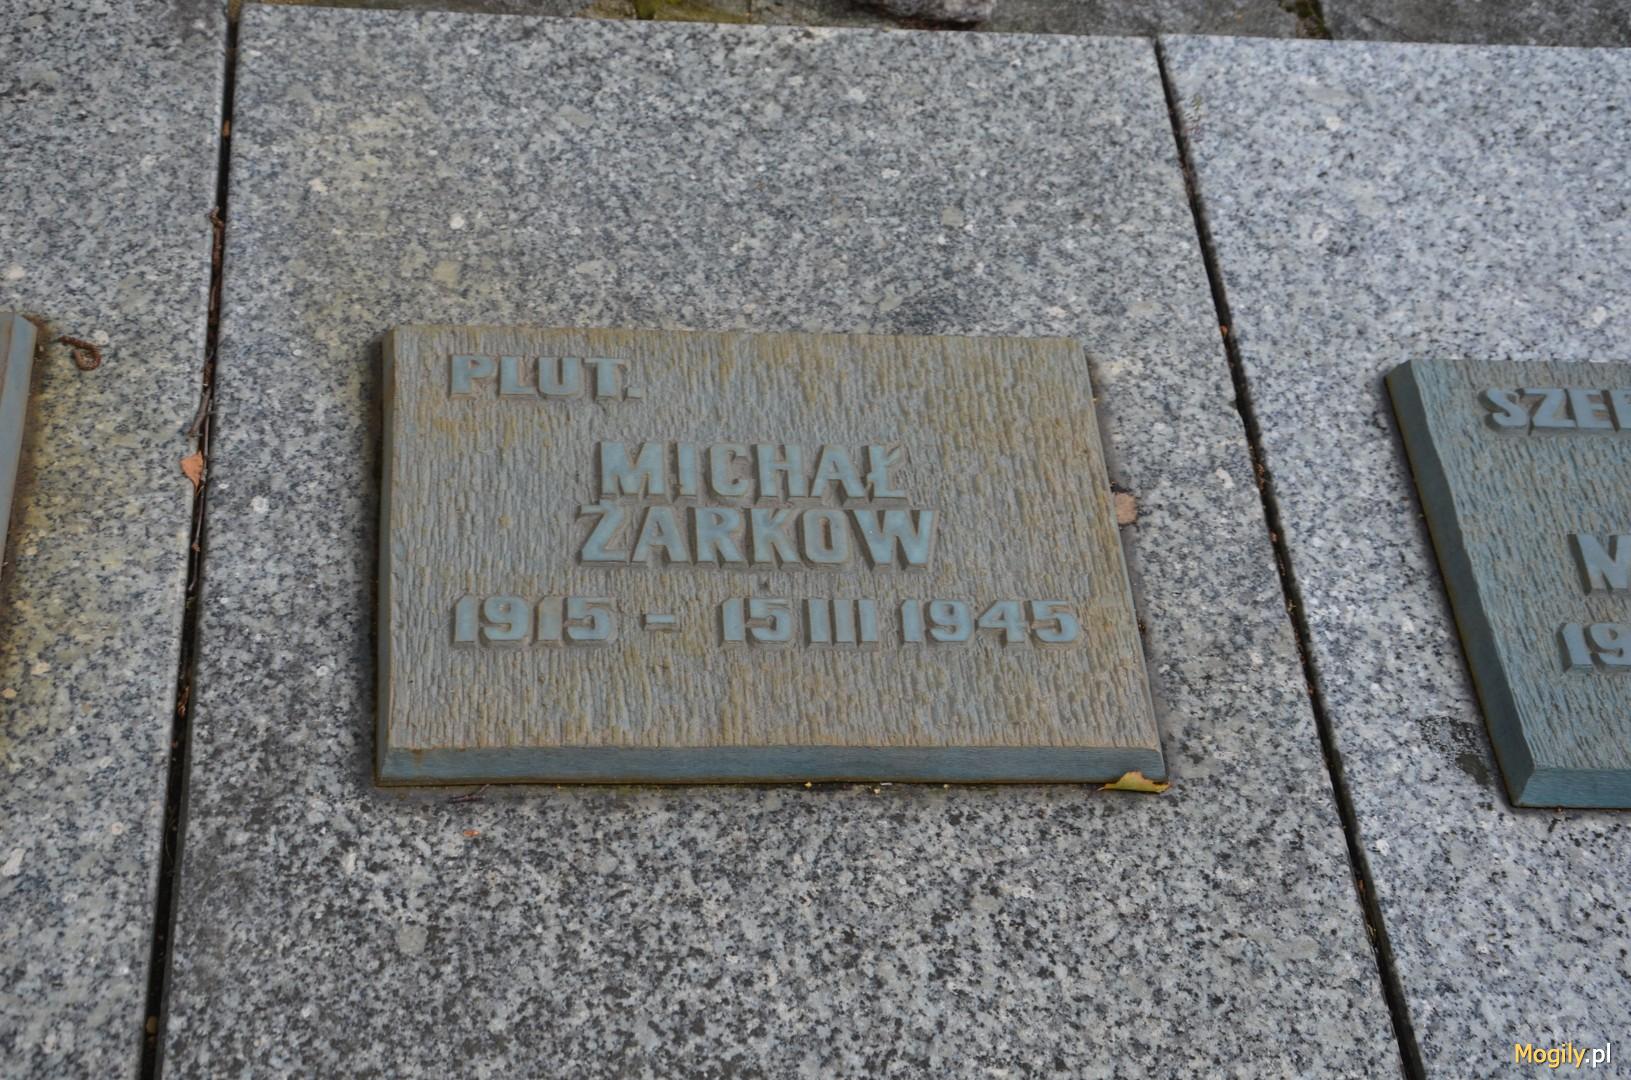 PLUT.
MICHAŁ
ŻARKOW
1915 - 15 III 1945
Mogily.pl